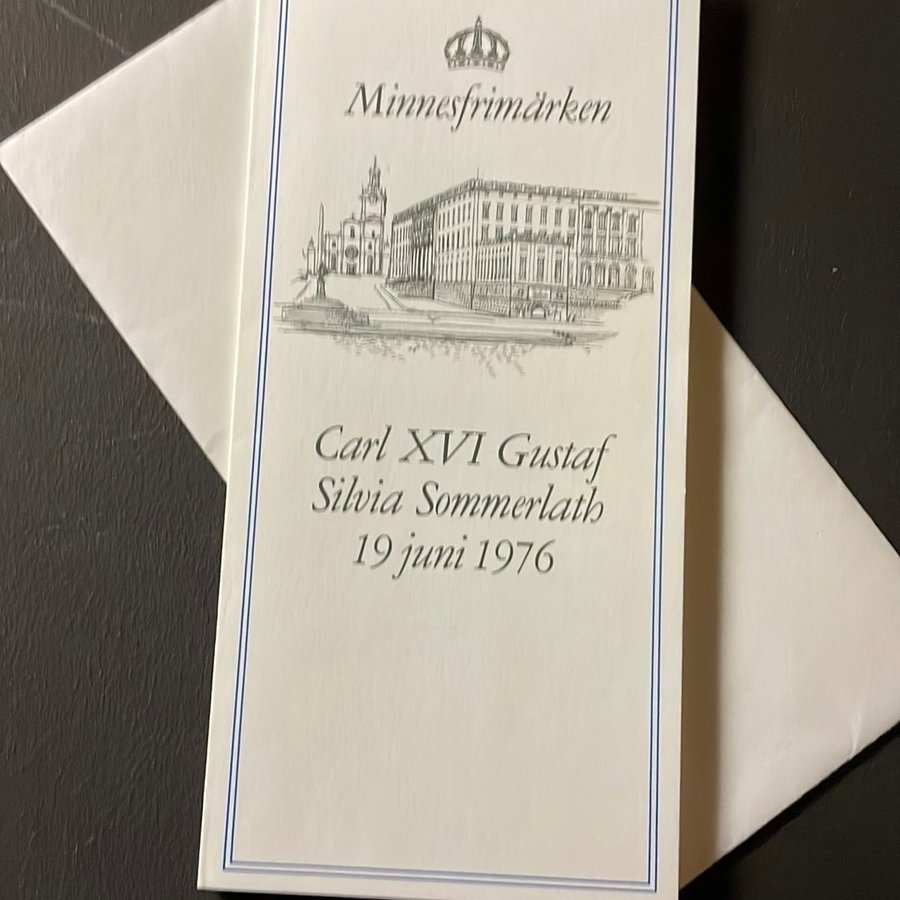 Minnesfrimärken
Carl XVI Gustaf
Silvia Sommerlath
19 juni 1976